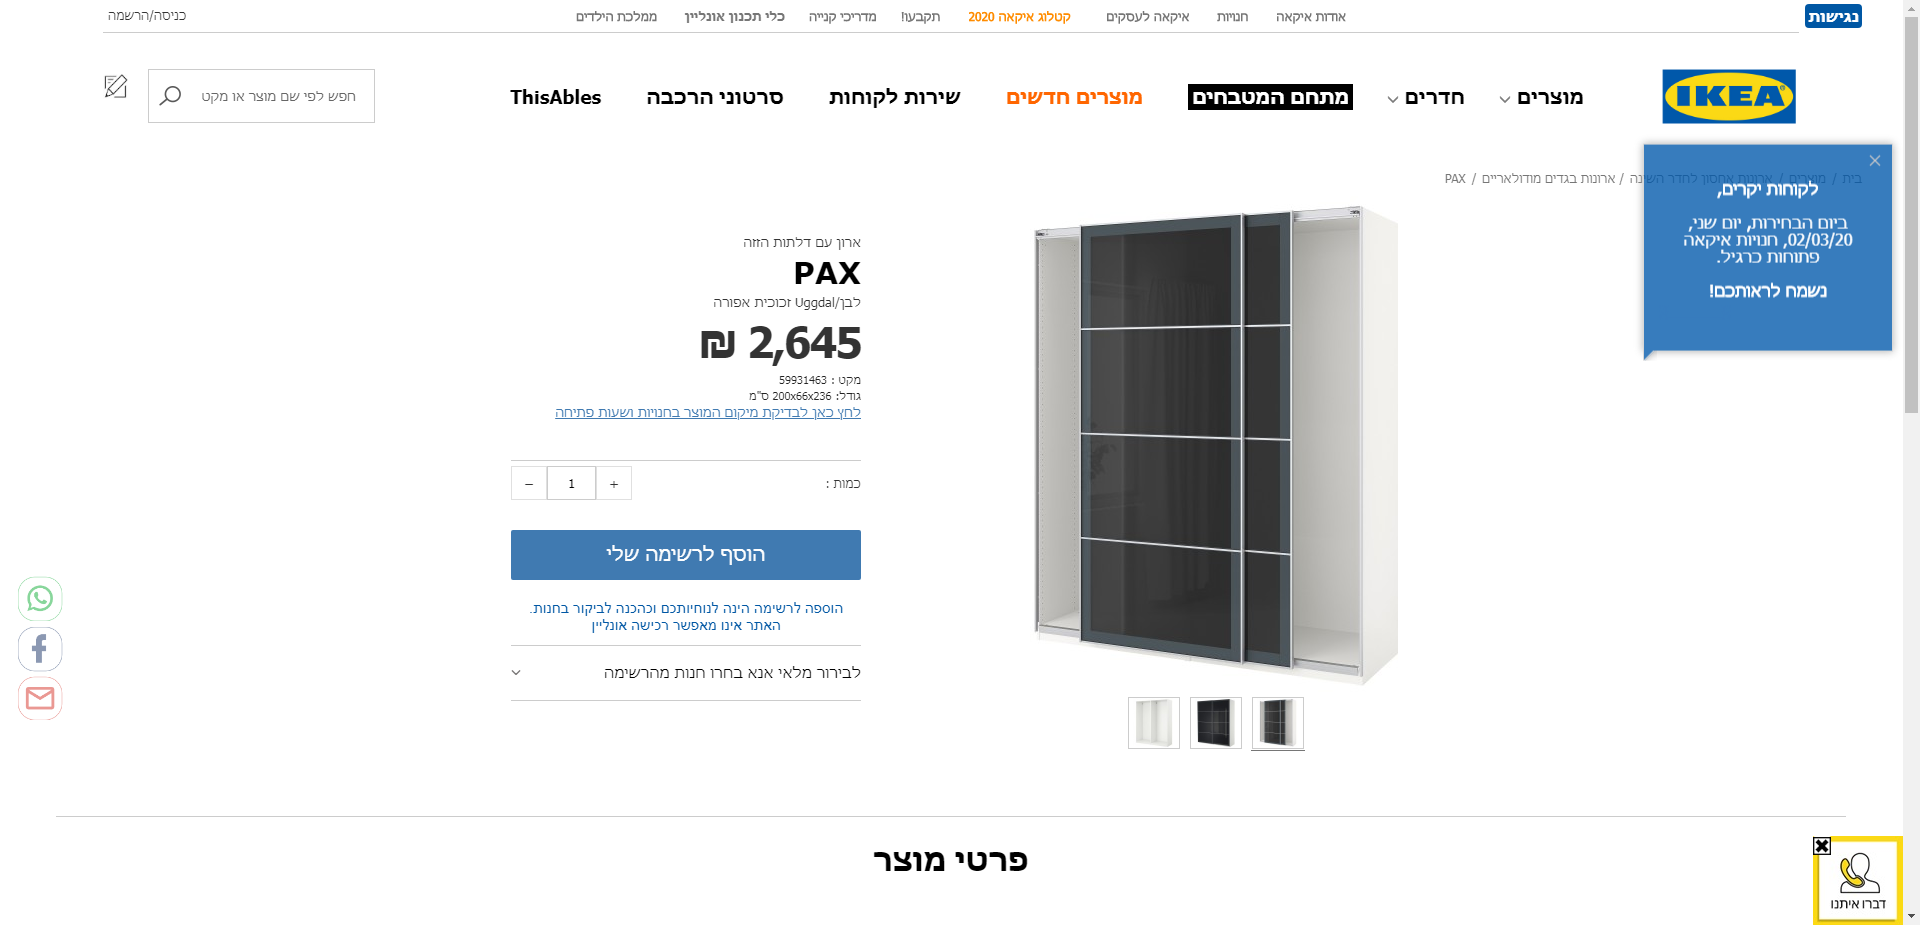 נגישות
אודות איקאה
חנויות
איקאה לעסקים
קטלוג איקאה 2020
תקבעו!
מדריכי קנייה
כלי תכנון אונליין
ממלכת הילדים
כניסה/הרשמה
IKEA
מוצרים
חדרים
מתחם המטבחים
מוצרים חדשים
שירות לקוחות
סרטוני הרכבה
ThisAbles
חפש לפי שם מוצר או מקט
בית / מוצרים / ארונות אחסון לחדר השינה / ארונות בגדים מודולאריים / PAX
לקוחות יקרים,
ביום הבחירות, יום שני,
02/03/20, חנויות איקאה
פתוחות כרגיל.
נשמח לראותכם!
ארון עם דלתות הזזה
PAX
לבן/Uggdal זכוכית אפורה
2,645 ₪
מקט : 59931463
גודל: 200x66x236 ס"מ
לחץ כאן לבדיקת מיקום המוצר בחנויות ושעות פתיחה
כמות :
+ 1 −
הוסף לרשימה שלי
הוספה לרשימה הינה לנוחיותכם וכהכנה לביקור בחנות.
האתר אינו מאפשר רכישה אונליין
לבירור מלאי אנא בחרו חנות מהרשימה
פרטי מוצר
דברו איתנו